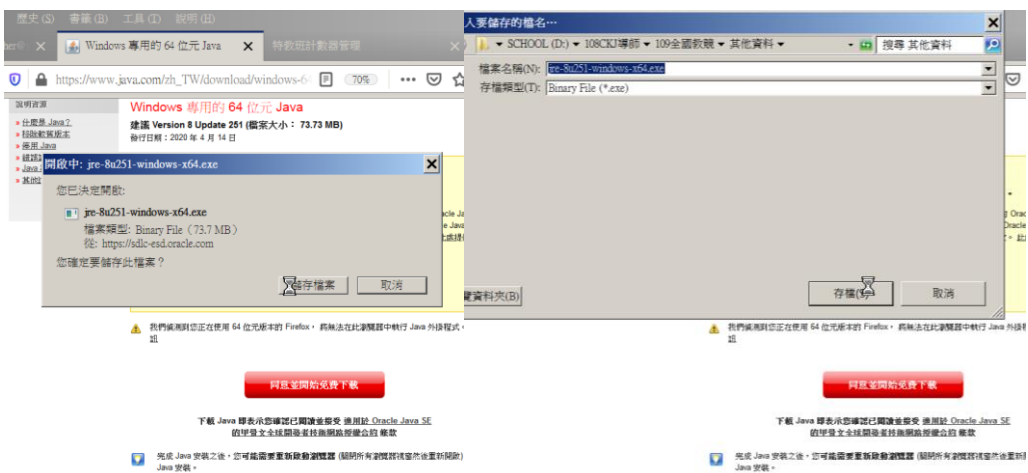 歷史(S) 書籤(B) 工具(T) 說明(H)
Windows 專用的 64 位元 Java
特教班計數器管理
https://www.java.com/zh_TW/download/windows-6
70%
說明資源
» 什麼是 Java?
» 移除較舊版本
» 停用 Java
Windows 專用的 64 位元 Java
建議 Version 8 Update 251 (檔案大小: 73.73 MB)
發行日期: 2020 年 4 月 14 日
開啟中: jre-8u251-windows-x64.exe
您已決定開啟:
jre-8u251-windows-x64.exe
檔案類型: Binary File (73.7 MB)
從: https://sdlc-esd.oracle.com
您確定要儲存此檔案?
儲存檔案
取消
我們偵測到您正在使用 64 位元版本的 Firefox, 將無法在此瀏覽器中執行 Java 外掛程式。
同意並開始免費下載
下載 Java 即表示您確認已閱讀並接受 適用於 Oracle Java SE
的甲骨文全球開發者技術網路授權合約 條款
完成 Java 安裝之後,您可能需要重新啟動瀏覽器 (關閉所有瀏覽器視窗然後重新開啟)
Java 安裝。
人要儲存的檔名…
SCHOOL (D:) 108CKJ導師 109全國教競 其他資料
搜尋 其他資料
檔案名稱(N): jre-8u251-windows-x64.exe
存檔類型(T): Binary File (*.exe)
覽資料夾(B)
存檔(
取消
我們偵測到您正在使用 64 位元版本的 Firefox, 將無法在此瀏覽器中執行 Java 外掛程
同意並開始免費下載
下載 Java 即表示您確認已閱讀並接受 適用於 Oracle Java SE
的甲骨文全球開發者技術網路授權合約 條款
完成 Java 安裝之後,您可能需要重新啟動瀏覽器 (關閉所有瀏覽器視窗然後重新開
Java 安裝。